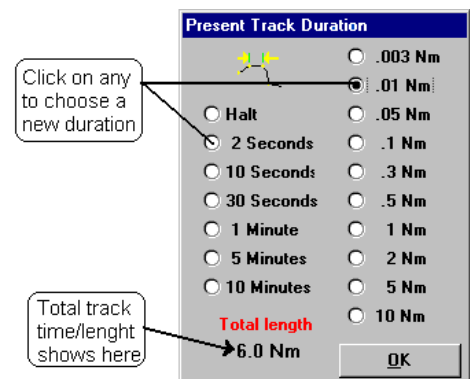 Present Track Duration
Click on any
to choose a
new duration
Halt
2 Seconds
10 Seconds
30 Seconds
1 Minute
5 Minutes
10 Minutes
.003 Nm
.01 Nm
.05 Nm
.1 Nm
.3 Nm
.5 Nm
1 Nm
2 Nm
5 Nm
10 Nm
Total track
time/lenght
shows here
Total length
6.0 Nm
OK